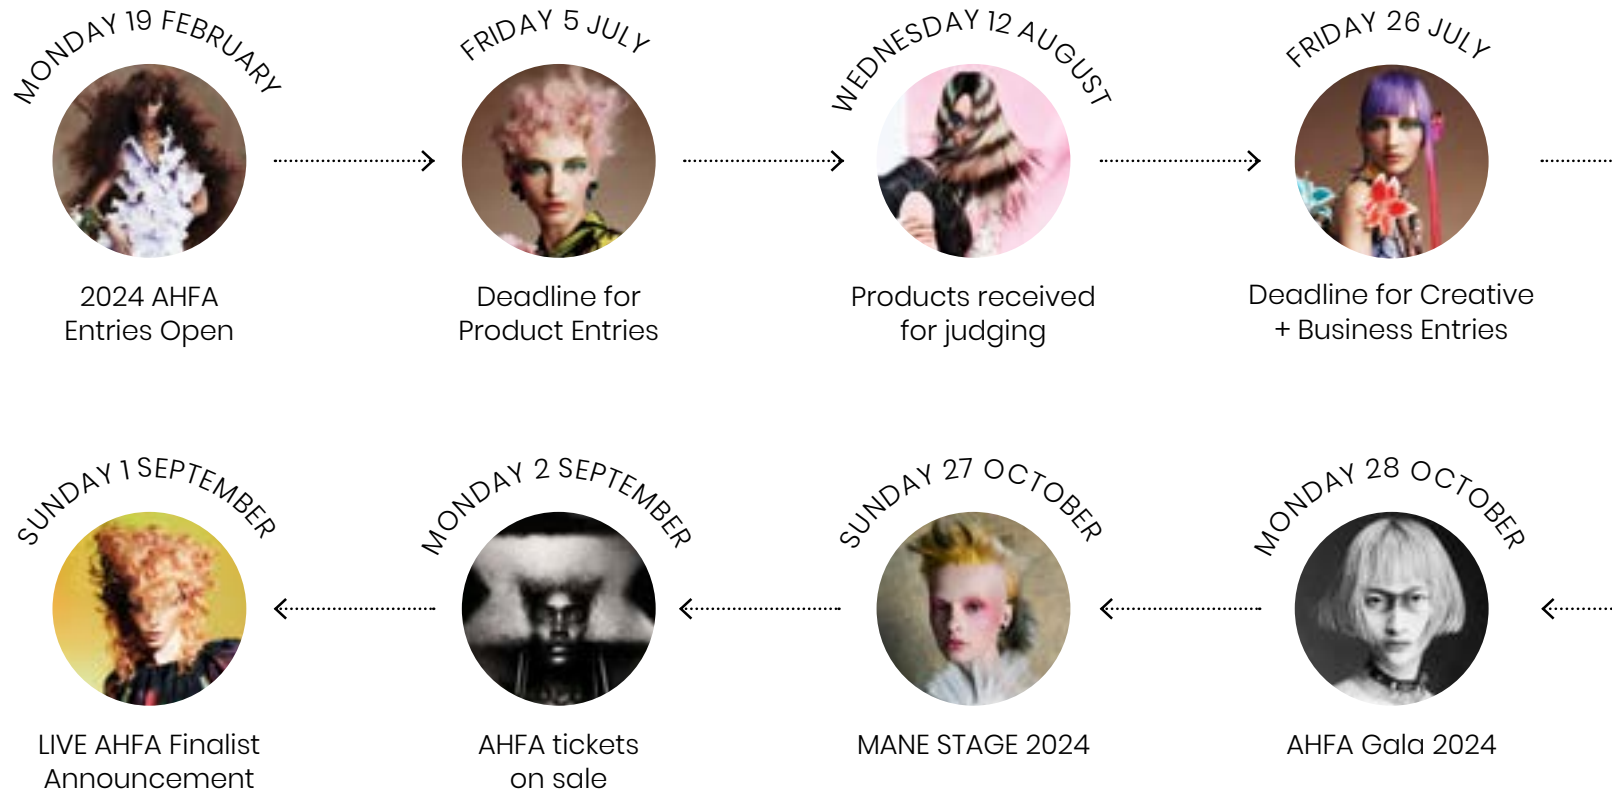 MONDAY 19 FEBRUARY
2024 AHFA
Entries Open
FRIDAY 5 JULY
Deadline for
Product Entries
WEDNESDAY 12 AUGUST
Products received
for judging
FRIDAY 26 JULY
Deadline for Creative
+ Business Entries
SUNDAY 1 SEPTEMBER
LIVE AHFA Finalist
Announcement
MONDAY 2 SEPTEMBER
AHFA tickets
on sale
SUNDAY 27 OCTOBER
MANE STAGE 2024
MONDAY 28 OCTOBER
AHFA Gala 2024